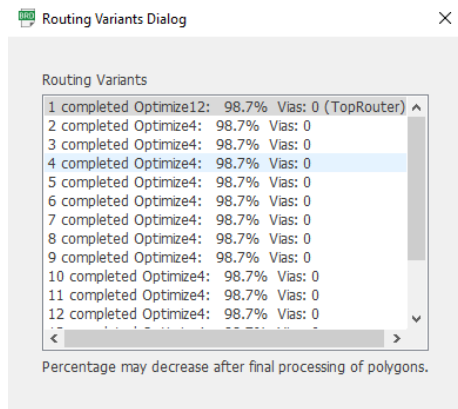 BRD
Routing Variants Dialog
Routing Variants
1 completed Optimize12: 98.7% Vias: 0 (TopRouter)
2 completed Optimize4: 98.7% Vias: 0
3 completed Optimize4: 98.7% Vias: 0
4 completed Optimize4: 98.7% Vias: 0
5 completed Optimize4: 98.7% Vias: 0
6 completed Optimize4: 98.7% Vias: 0
7 completed Optimize4: 98.7% Vias: 0
8 completed Optimize4: 98.7% Vias: 0
9 completed Optimize4: 98.7% Vias: 0
10 completed Optimize4: 98.7% Vias: 0
11 completed Optimize4: 98.7% Vias: 0
12 completed Optimize4: 98.7% Vias: 0
Percentage may decrease after final processing of polygons.